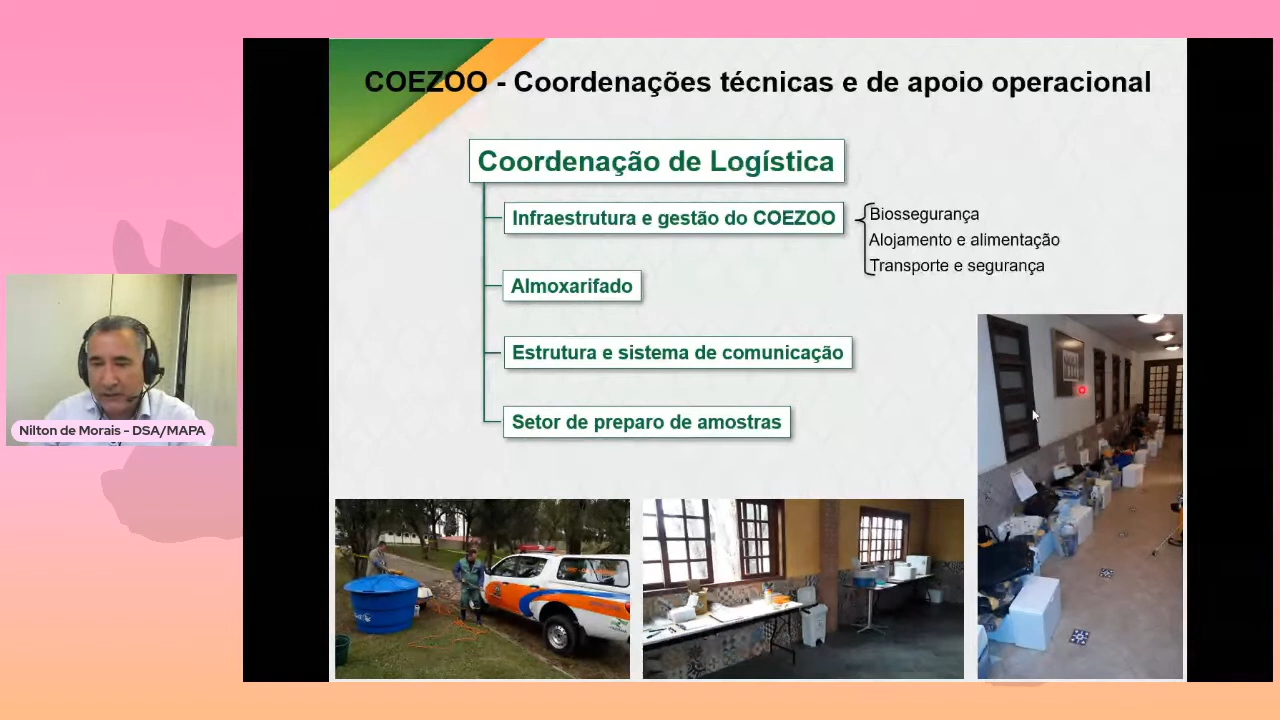 COEZOO - Coordenações técnicas e de apoio operacional
Coordenação de Logística
Infraestrutura e gestão do COEZOO
Biossegurança
Alojamento e alimentação
Transporte e segurança
Almoxarifado
Estrutura e sistema de comunicação
Setor de preparo de amostras
Nilton de Morais - DSA/MAPA